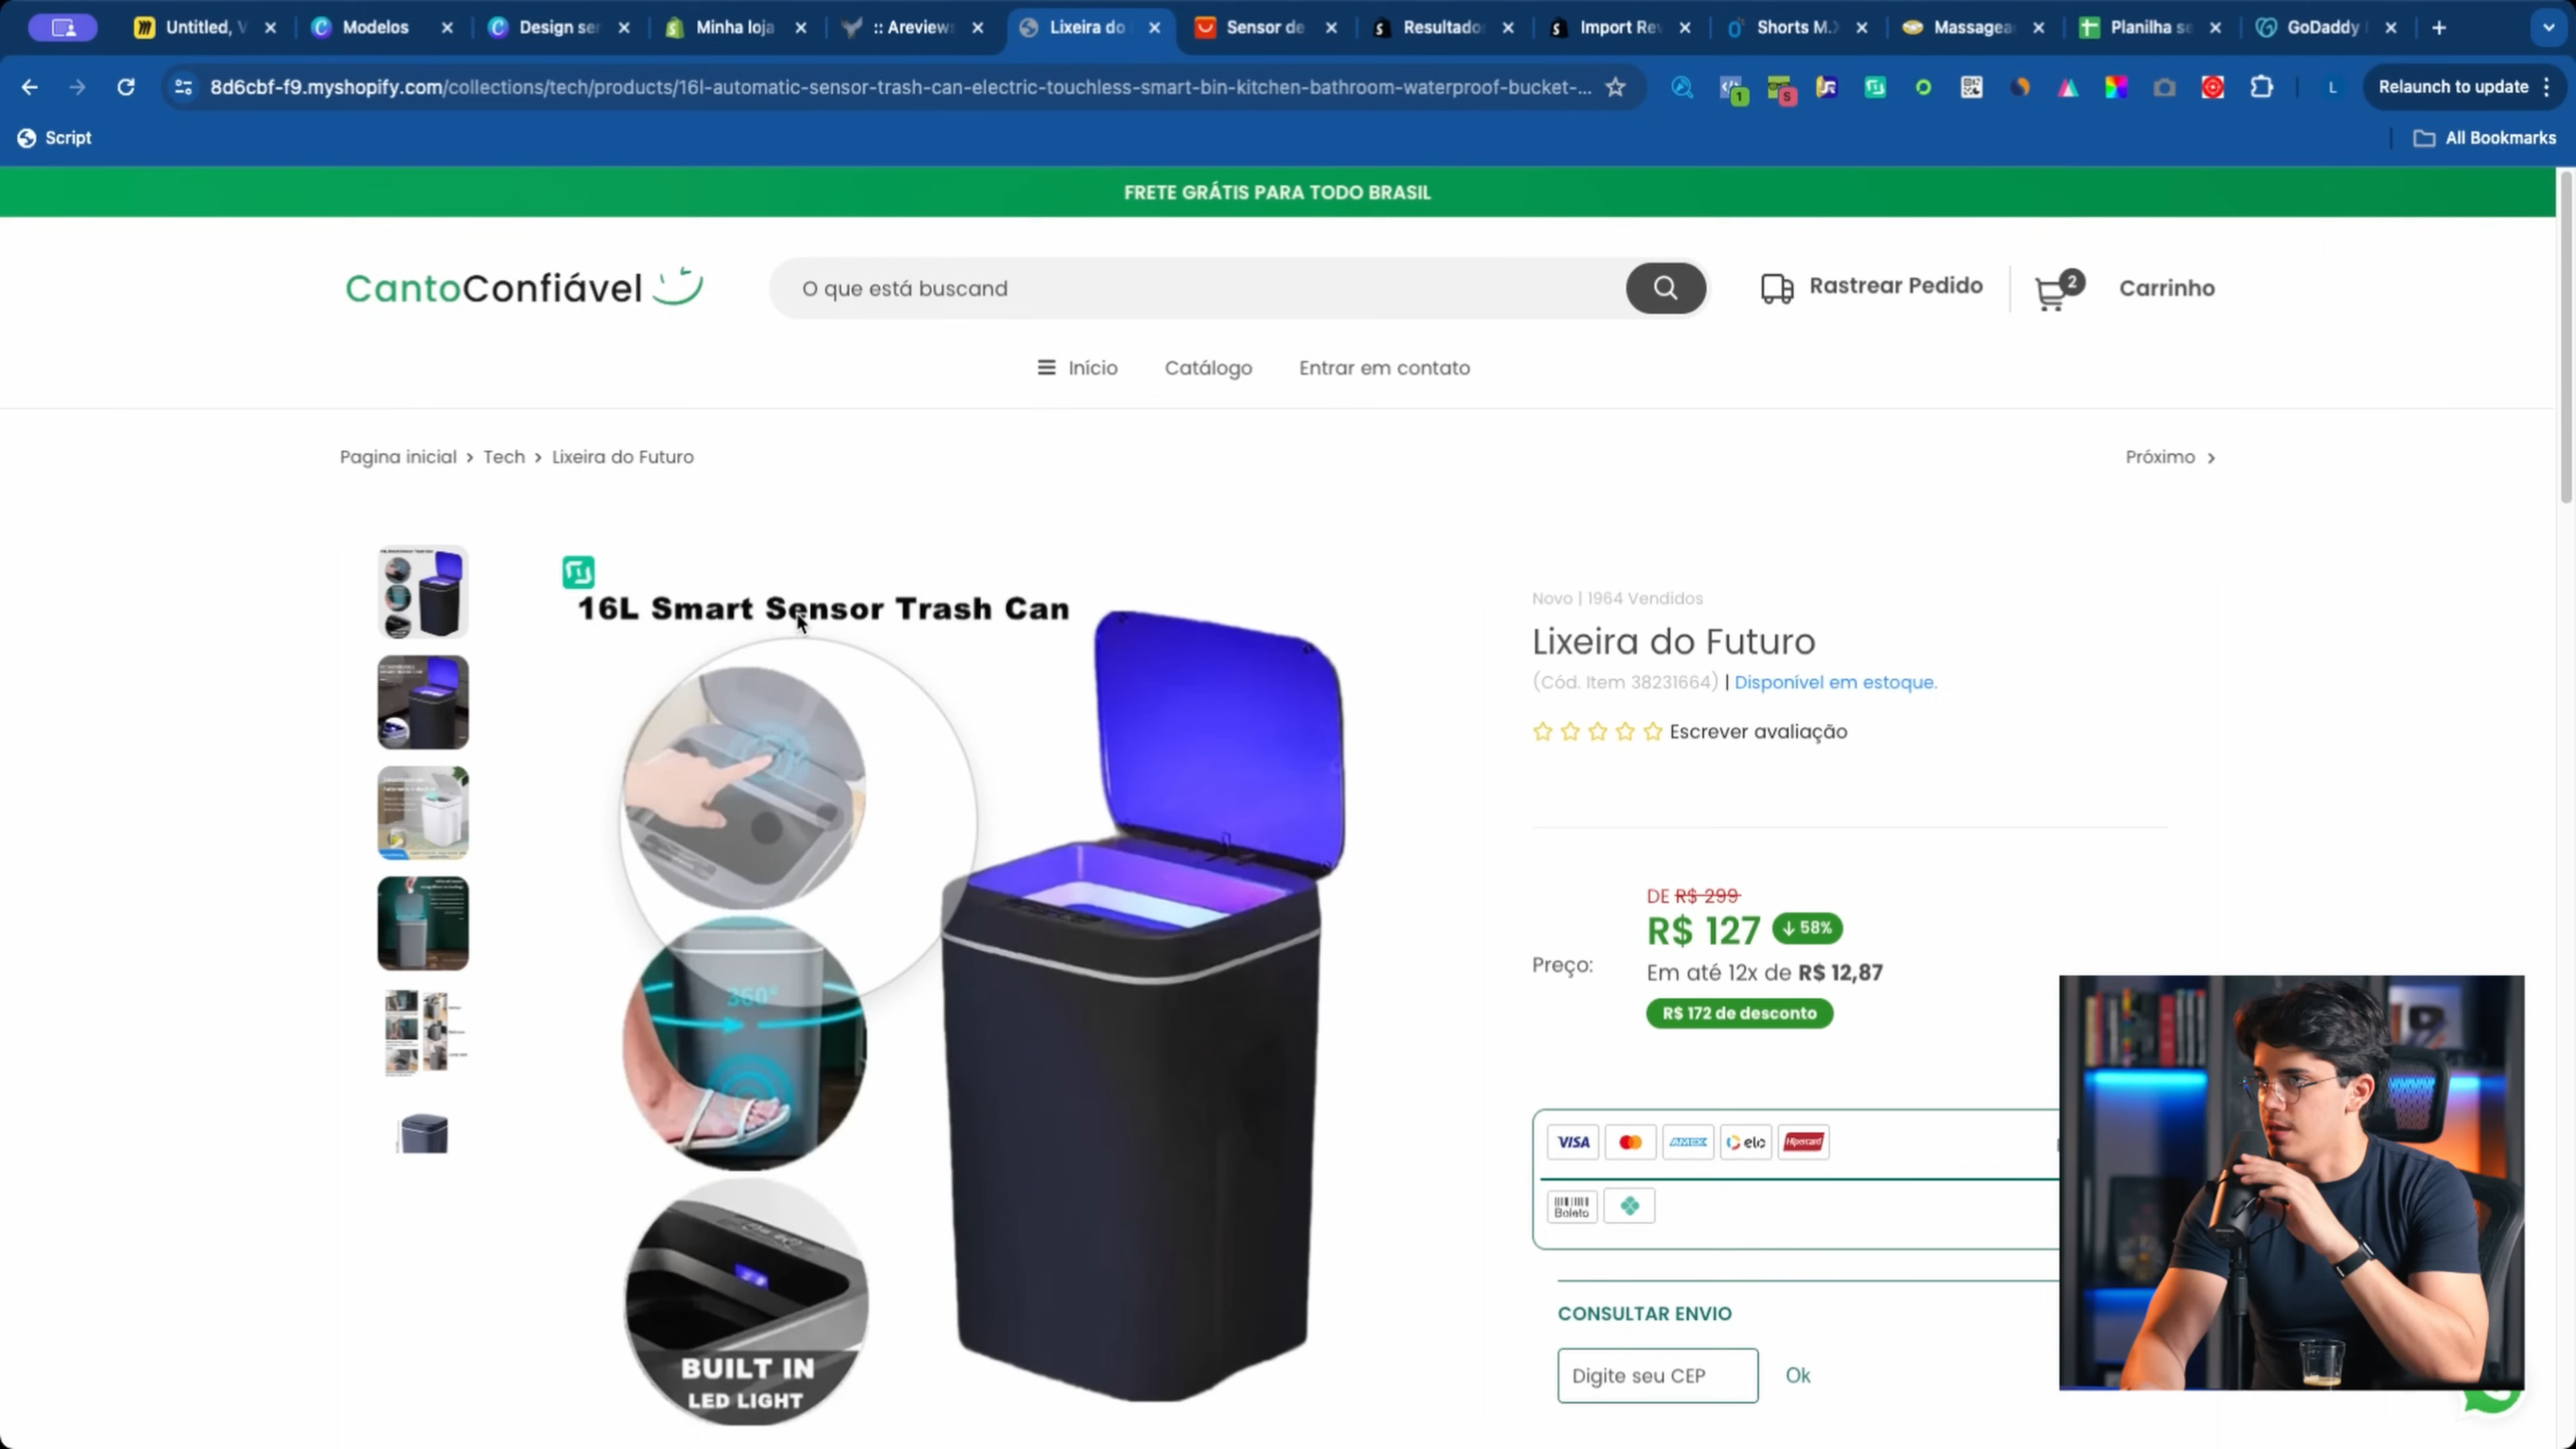 Untitled, V
Modelos
Design ser
Minha loja
:: Areviews
Lixeira do
Sensor de
Resultado
Import Rev
Shorts M.
Massagea
Planilha se
GoDaddy
8d6cbf-f9.myshopify.com/collections/tech/products/16l-automatic-sensor-trash-can-electric-touchless-smart-bin-kitchen-bathroom-waterproof-bucket-...
1
S
L
Relaunch to update
Script
All Bookmarks
FRETE GRÁTIS PARA TODO BRASIL
CantoConfiável
O que está buscand
Rastrear Pedido
2
Carrinho
Início
Catálogo
Entrar em contato
Pagina inicial > Tech > Lixeira do Futuro
Próximo >
16L Smart Sensor Trash Can
360°
BUILT IN
LED LIGHT
Novo | 1964 Vendidos
Lixeira do Futuro
(Cód. Item 38231664) | Disponível em estoque.
Escrever avaliação
Preço:
DE R$ 299
R$ 127
58%
Em até 12x de R$ 12,87
R$ 172 de desconto
VISA
AMEX
elo
Hipercard
Boleto
CONSULTAR ENVIO
Digite seu CEP
Ok